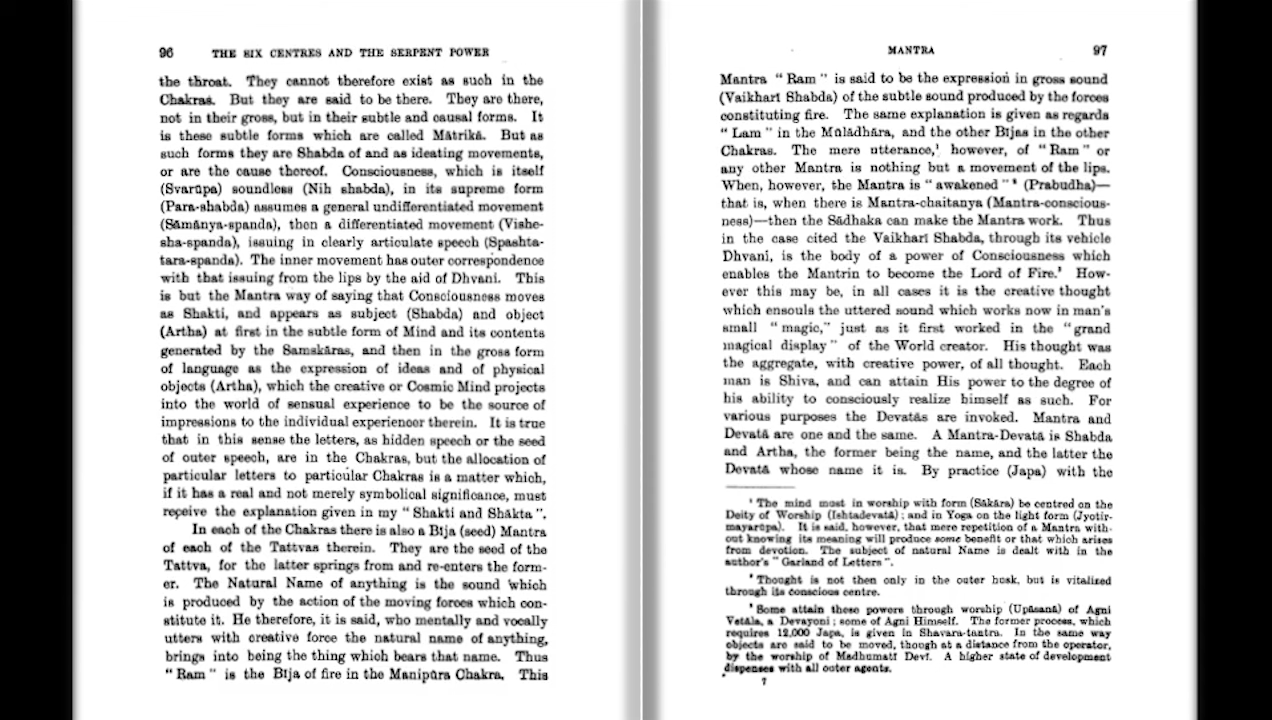 96 THE SIX CENTRES AND THE SERPENT POWER
the throat. They cannot therefore exist as such in the
Chakras. But they are said to be there. They are there,
not in their gross, but in their subtle and causal forms. It
is these subtle forms which are called Mātrikā. But as
such forms they are Shabda of and as ideating movements,
or are the cause thereof. Consciousness, which is itself
(Svarūpa) soundless (Nih shabda), in its supreme form
(Para-shabda) assumes a general undifferentiated movement
(Sāmānya-spanda), then a differentiated movement (Vishe-
sha-spanda), issuing in clearly articulate speech (Spashta-
tara-spanda). The inner movement has outer correspondence
with that issuing from the lips by the aid of Dhvani. This
is but the Mantra way of saying that Consciousness moves
as Shakti, and appears as subject (Shabda) and object
(Artha) at first in the subtle form of Mind and its contents
generated by the Samskāras, and then in the gross form
of language as the expression of ideas and of physical
objects (Artha), which the creative or Cosmic Mind projects
into the world of sensual experience to be the source of
impressions to the individual experiencer therein. It is true
that in this sense the letters, as hidden speech or the seed
of outer speech, are in the Chakras, but the allocation of
particular letters to particular Chakras is a matter which,
if it has a real and not merely symbolical significance, must
receive the explanation given in my "Shakti and Shākta".
In each of the Chakras there is also a Bīja (seed) Mantra
of each of the Tattvas therein. They are the seed of the
Tattva, for the latter springs from and re-enters the form-
er. The Natural Name of anything is the sound which
is produced by the action of the moving forces which con-
stitute it. He therefore, it is said, who mentally and vocally
utters with creative force the natural name of anything,
brings into being the thing which bears that name. Thus
"Ram" is the Bīja of fire in the Manipūra Chakra. This
MANTRA 97
Mantra "Ram" is said to be the expression in gross sound
(Vaikharī Shabda) of the subtle sound produced by the forces
constituting fire. The same explanation is given as regards
"Lam" in the Mūlādhāra, and the other Bījas in the other
Chakras. The mere utterance,¹ however, of "Ram" or
any other Mantra is nothing but a movement of the lips.
When, however, the Mantra is "awakened"² (Prabudha)—
that is, when there is Mantra-chaitanya (Mantra-conscious-
ness)—then the Sādhaka can make the Mantra work. Thus
in the case cited the Vaikharī Shabda, through its vehicle
Dhvani, is the body of a power of Consciousness which
enables the Mantrin to become the Lord of Fire.³ How-
ever this may be, in all cases it is the creative thought
which ensouls the uttered sound which works now in man's
small "magic," just as it first worked in the "grand
magical display" of the World creator. His thought was
the aggregate, with creative power, of all thought. Each
man is Shiva, and can attain His power to the degree of
his ability to consciously realize himself as such. For
various purposes the Devatās are invoked. Mantra and
Devatā are one and the same. A Mantra-Devatā is Shabda
and Artha, the former being the name, and the latter the
Devatā whose name it is. By practice (Japa) with the
¹ The mind must in worship with form (Sākāra) be centred on the
Deity of Worship (Ishtadevatā); and in Yoga on the light form (Jyotir-
mayarūpa). It is said, however, that mere repetition of a Mantra with-
out knowing its meaning will produce some benefit or that which arises
from devotion. The subject of natural Name is dealt with in the
author's "Garland of Letters".
² Thought is not then only in the outer husk, but is vitalized
through its conscious centre.
³ Some attain these powers through worship (Upāsanā) of Agni
Vetāla, a Devayoni; some of Agni Himself. The former process, which
requires 12,000 Japa, is given in Shavara-tantra. In the same way
objects are said to be moved, though at a distance from the operator,
by the worship of Madhumatī Devī. A higher state of development
dispenses with all outer agents.
7